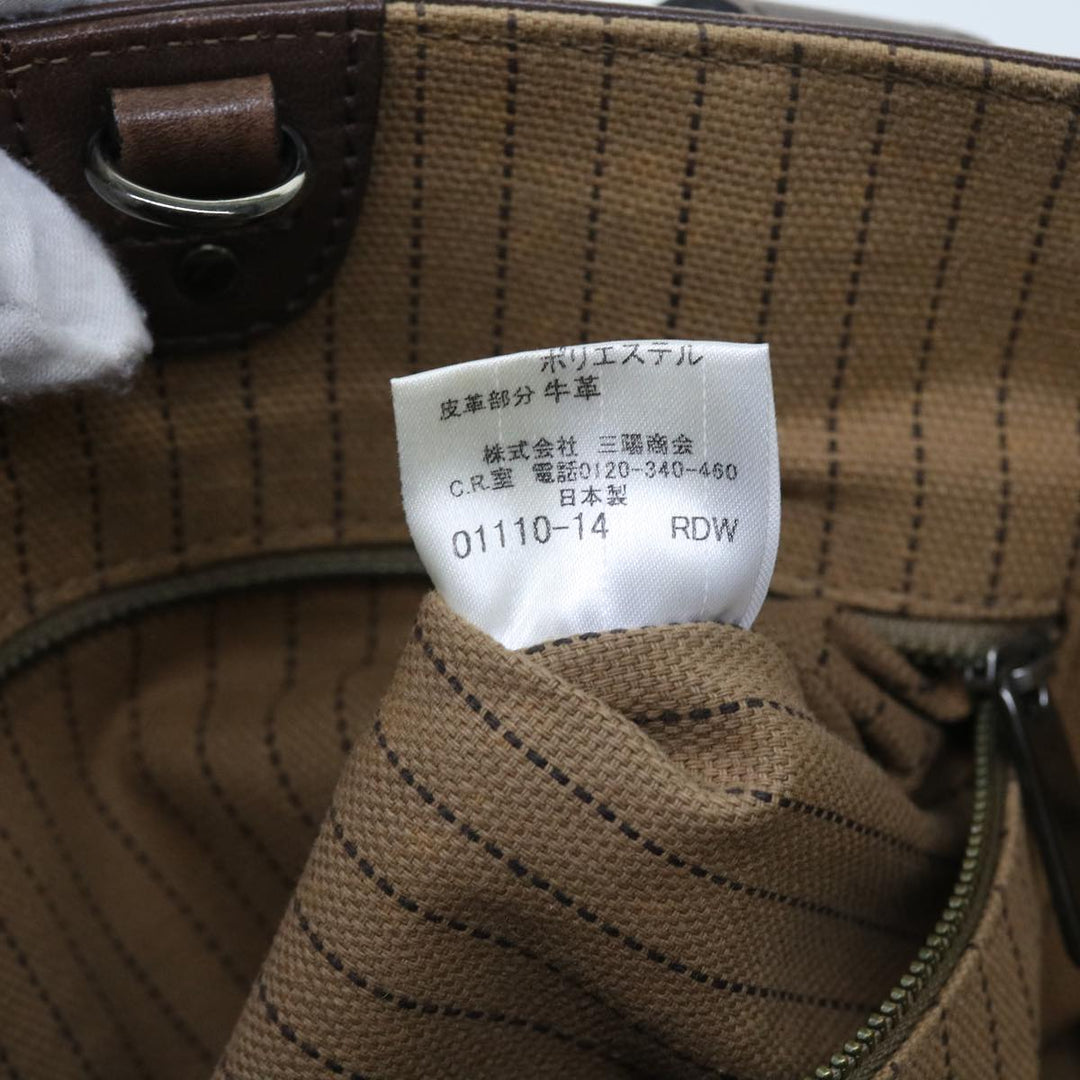 ポリエステル
皮革部分 牛革
株式会社 三陽商会
C.R.室 電話0120-340-460
日本製
01110-14 RDW